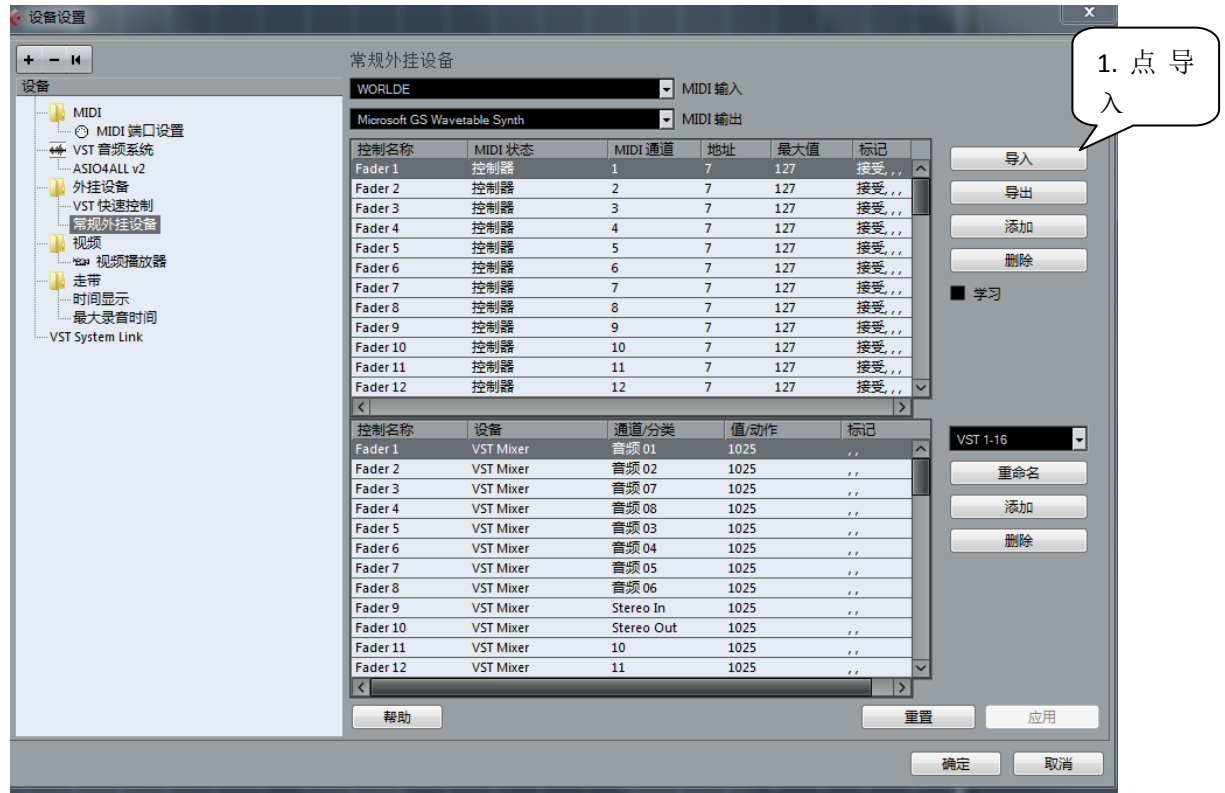 设备设置
x
1. 点 导
入
+ - 
设备
MIDI
MIDI 端口设置
VST 音频系统
ASIO4ALL v2
外挂设备
VST 快速控制
常规外挂设备
视频
视频播放器
走带
时间显示
最大录音时间
VST System Link
常规外挂设备
WORLDE MIDI 输入
Microsoft GS Wavetable Synth MIDI 输出
控制名称 MIDI 状态 MIDI 通道 地址 最大值 标记
Fader 1 控制器 1 7 127 接受, , ,
Fader 2 控制器 2 7 127 接受, , ,
Fader 3 控制器 3 7 127 接受, , ,
Fader 4 控制器 4 7 127 接受, , ,
Fader 5 控制器 5 7 127 接受, , ,
Fader 6 控制器 6 7 127 接受, , ,
Fader 7 控制器 7 7 127 接受, , ,
Fader 8 控制器 8 7 127 接受, , ,
Fader 9 控制器 9 7 127 接受, , ,
Fader 10 控制器 10 7 127 接受, , ,
Fader 11 控制器 11 7 127 接受, , ,
Fader 12 控制器 12 7 127 接受, , ,
导入
导出
添加
删除
学习
控制名称 设备 通道/分类 值/动作 标记
Fader 1 VST Mixer 音频 01 1025 , ,
Fader 2 VST Mixer 音频 02 1025 , ,
Fader 3 VST Mixer 音频 07 1025 , ,
Fader 4 VST Mixer 音频 08 1025 , ,
Fader 5 VST Mixer 音频 03 1025 , ,
Fader 6 VST Mixer 音频 04 1025 , ,
Fader 7 VST Mixer 音频 05 1025 , ,
Fader 8 VST Mixer 音频 06 1025 , ,
Fader 9 VST Mixer Stereo In 1025 , ,
Fader 10 VST Mixer Stereo Out 1025 , ,
Fader 11 VST Mixer 10 1025 , ,
Fader 12 VST Mixer 11 1025 , ,
VST 1-16
重命名
添加
删除
帮助 重置 应用
确定 取消